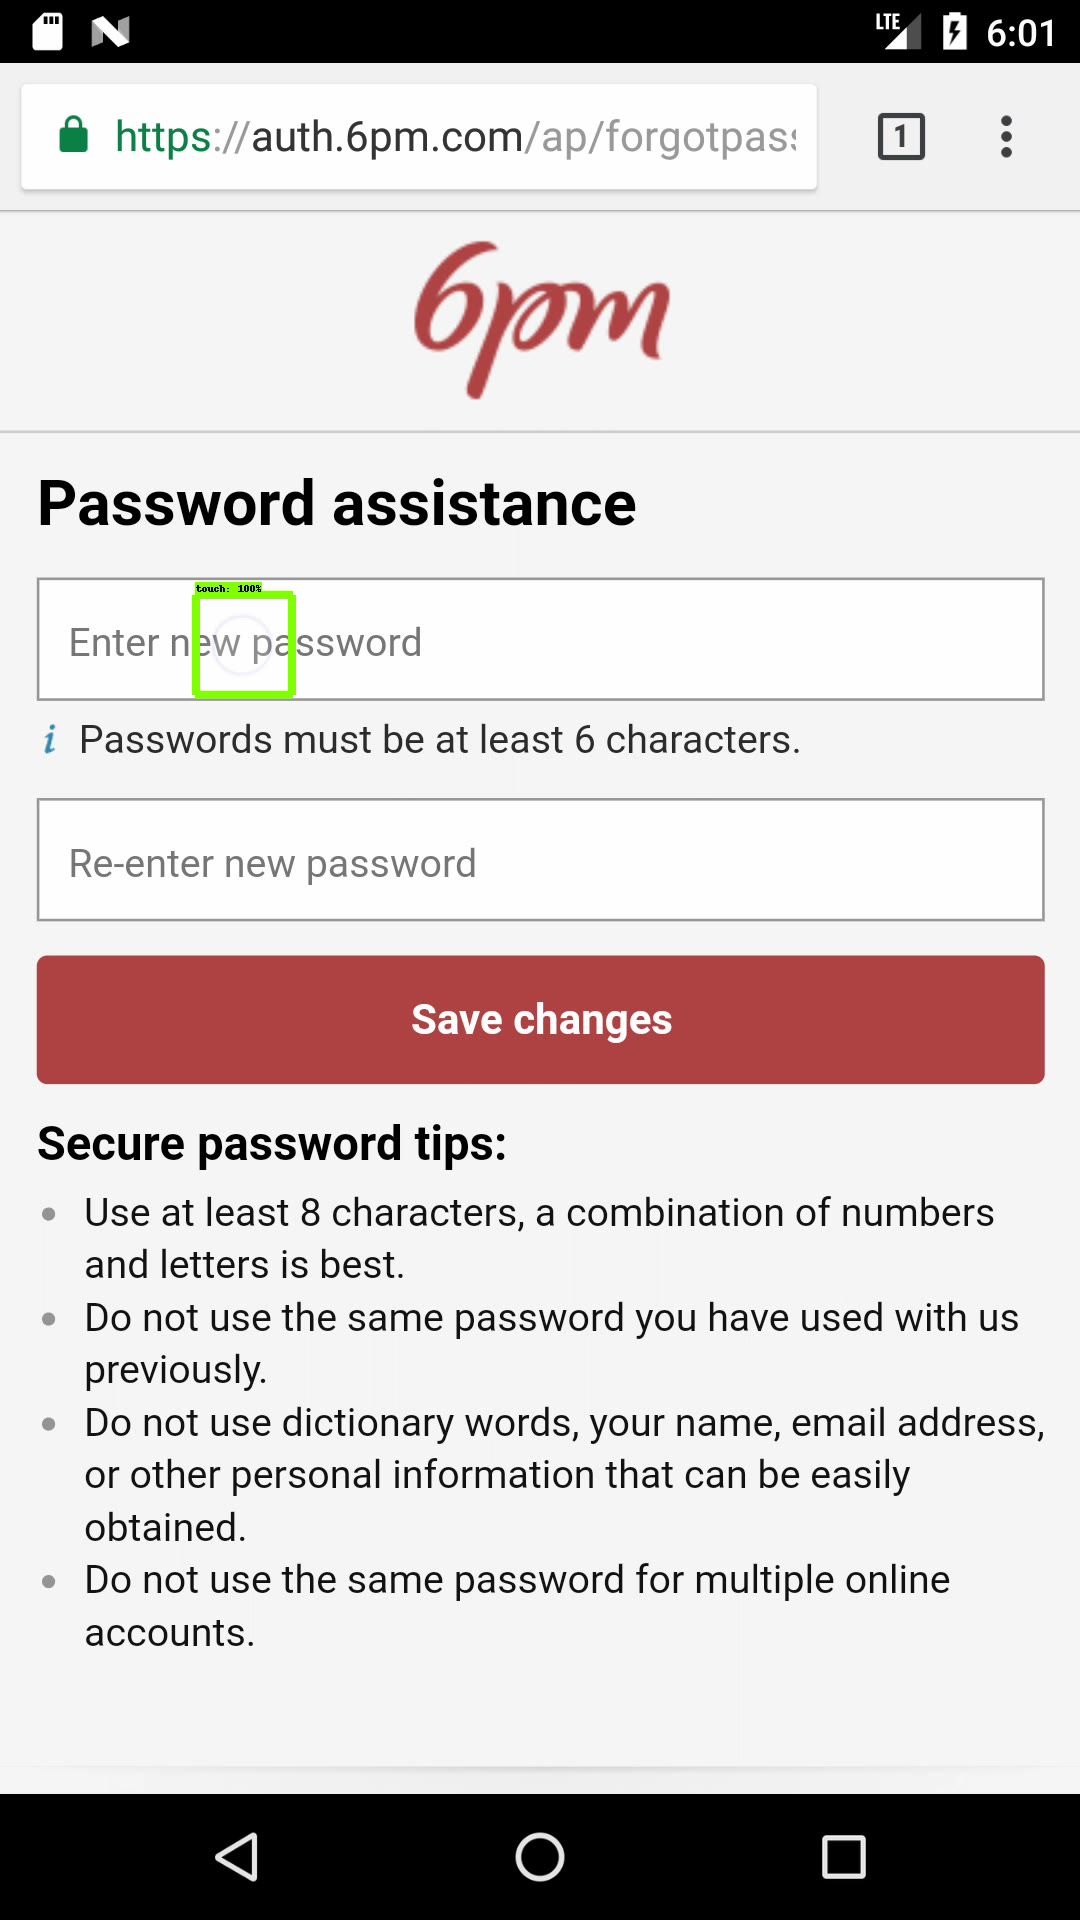 LTE 6:01
https://auth.6pm.com/ap/forgotpass 1
6pm
Password assistance
touch: 100%
Enter new password
i Passwords must be at least 6 characters.
Re-enter new password
Save changes
Secure password tips:
Use at least 8 characters, a combination of numbers
and letters is best.
Do not use the same password you have used with us
previously.
Do not use dictionary words, your name, email address,
or other personal information that can be easily
obtained.
Do not use the same password for multiple online
accounts.